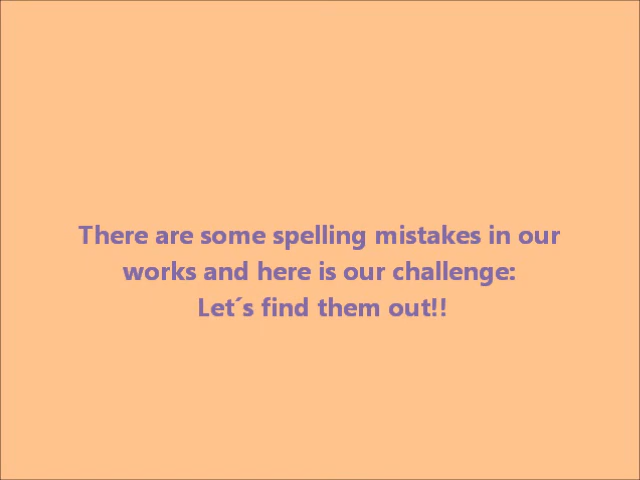 There are some spelling mistakes in our
works and here is our challenge:
Let´s find them out!!